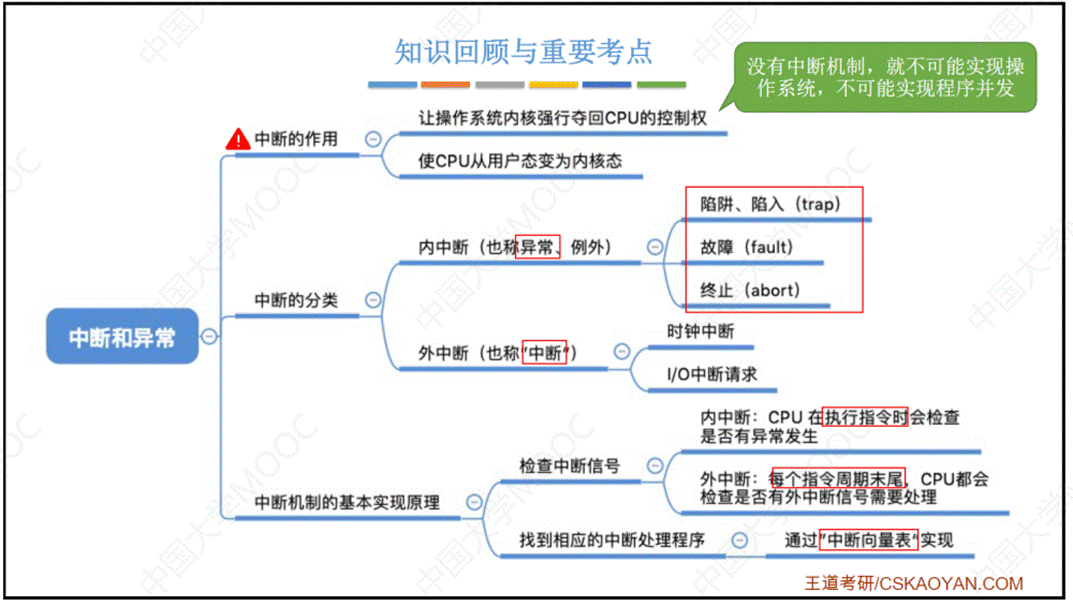 知识回顾与重要考点
没有中断机制，就不可能实现操
作系统，不可能实现程序并发
中断和异常
中断的作用
让操作系统内核强行夺回CPU的控制权
使CPU从用户态变为内核态
中断的分类
内中断（也称异常、例外）
陷阱、陷入（trap）
故障（fault）
终止（abort）
外中断（也称"中断"）
时钟中断
I/O中断请求
中断机制的基本实现原理
检查中断信号
内中断：CPU 在执行指令时会检查
是否有异常发生
外中断：每个指令周期末尾，CPU都会
检查是否有外中断信号需要处理
找到相应的中断处理程序
通过"中断向量表"实现
王道考研/CSKAOYAN.COM
中国大学MOOC